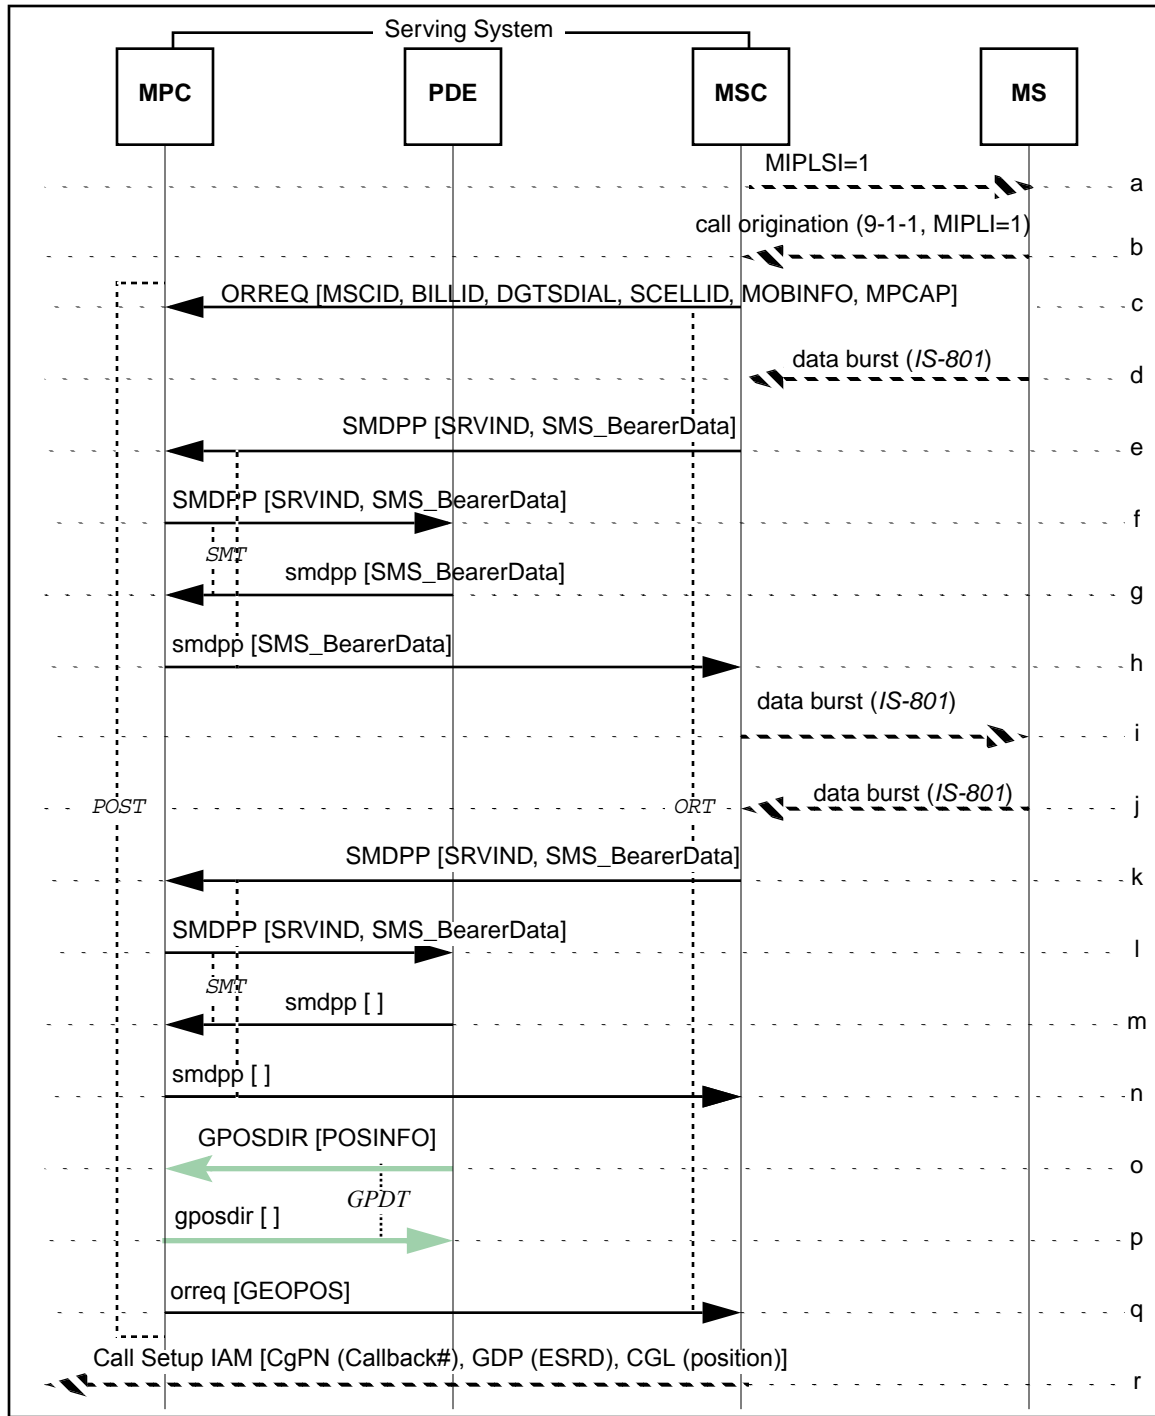 Serving System
MPC
PDE
MSC
MS
MIPLSI=1
a
call origination (9-1-1, MIPLI=1)
b
ORREQ [MSCID, BILLID, DGTSDIAL, SCELLID, MOBINFO, MPCAP]
c
data burst (IS-801)
d
SMDPP [SRVIND, SMS_BearerData]
e
SMDPP [SRVIND, SMS_BearerData]
f
SMT
smdpp [SMS_BearerData]
g
smdpp [SMS_BearerData]
h
data burst (IS-801)
i
POST
ORT
data burst (IS-801)
j
SMDPP [SRVIND, SMS_BearerData]
k
SMDPP [SRVIND, SMS_BearerData]
l
SMT
smdpp [ ]
m
smdpp [ ]
n
GPOSDIR [POSINFO]
o
GPDT
gposdir [ ]
p
orreq [GEOPOS]
q
Call Setup IAM [CgPN (Callback#), GDP (ESRD), CGL (position)]
r